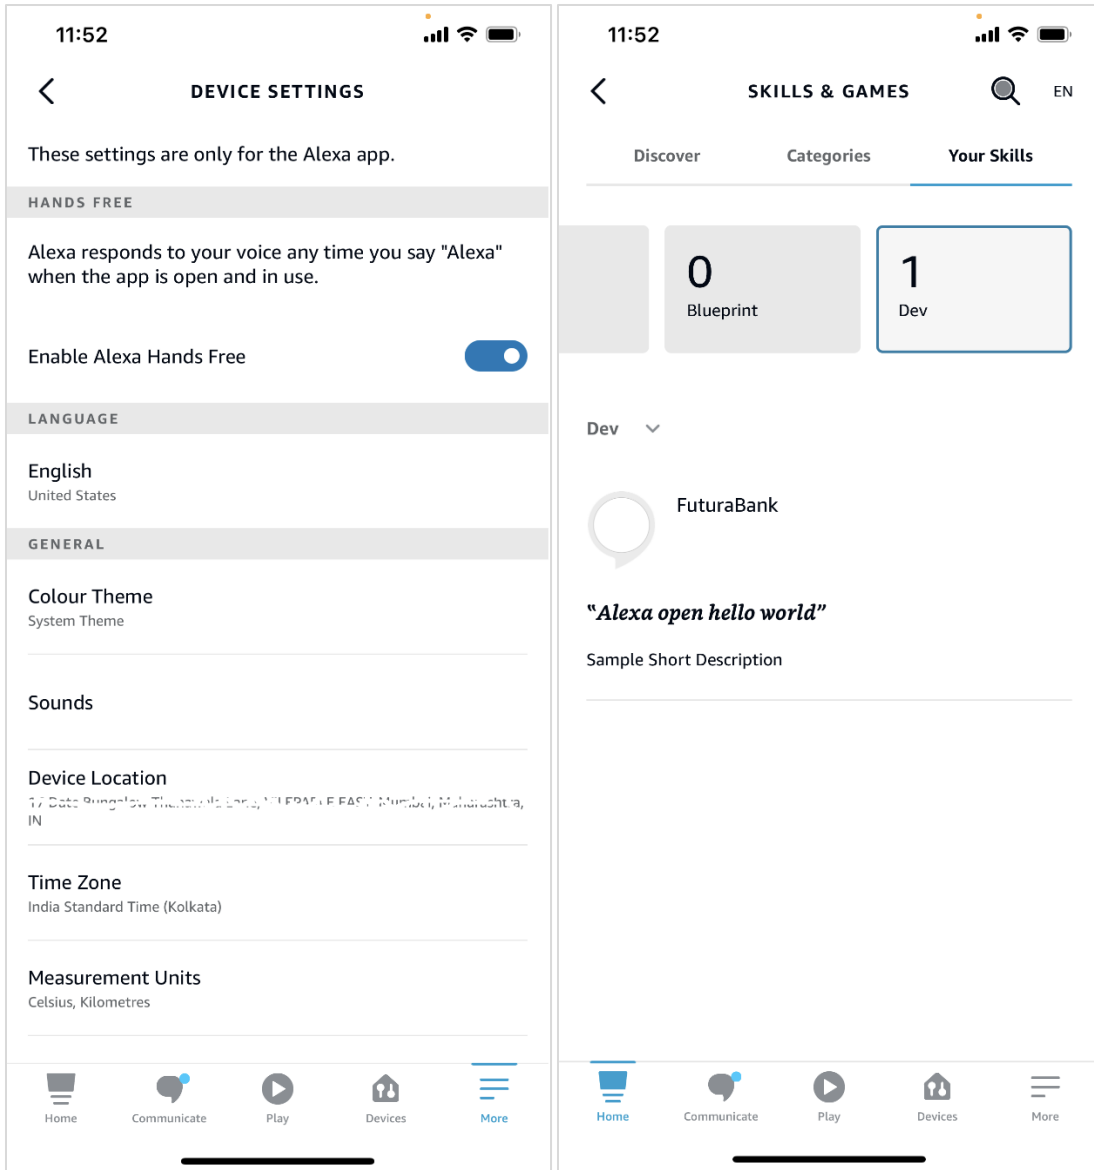 11:52
DEVICE SETTINGS
These settings are only for the Alexa app.
HANDS FREE
Alexa responds to your voice any time you say "Alexa"
when the app is open and in use.
Enable Alexa Hands Free
LANGUAGE
English
United States
GENERAL
Colour Theme
System Theme
Sounds
Device Location
IN
Time Zone
India Standard Time (Kolkata)
Measurement Units
Celsius, Kilometres
Home
Communicate
Play
Devices
More
11:52
SKILLS & GAMES
EN
Discover
Categories
Your Skills
0
Blueprint
1
Dev
Dev
FuturaBank
"Alexa open hello world"
Sample Short Description
Home
Communicate
Play
Devices
More